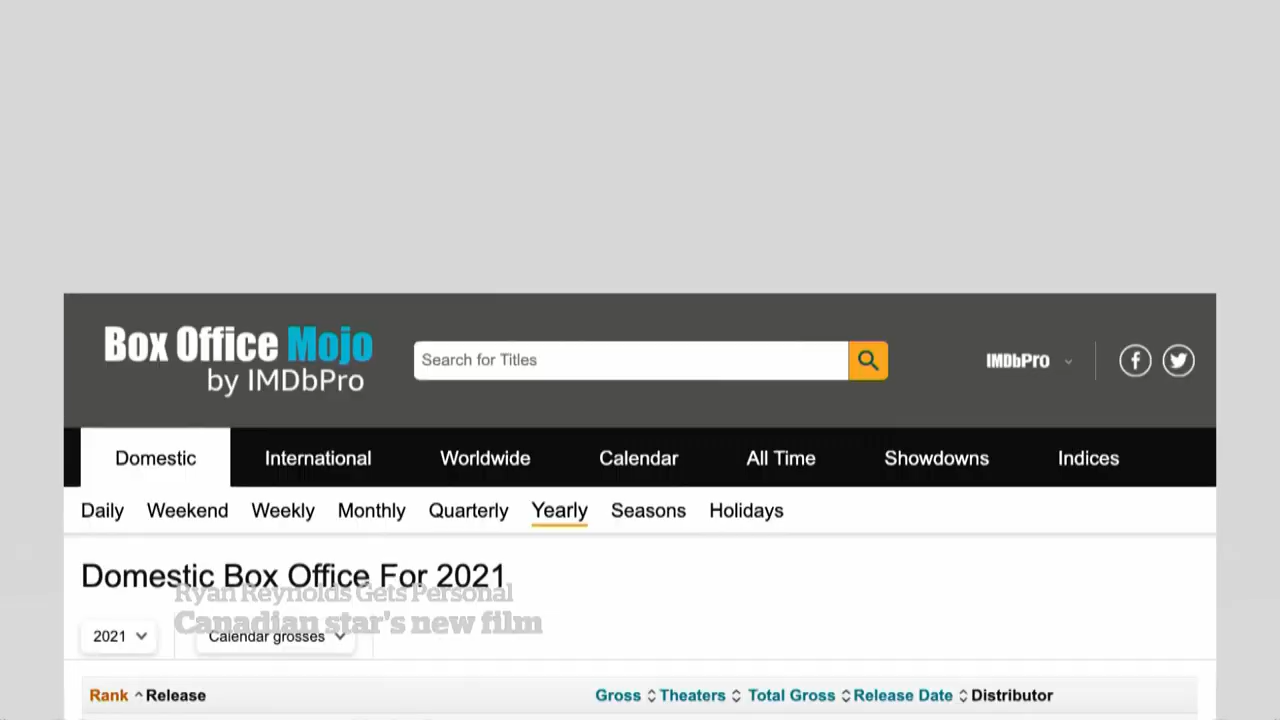 Box Office Mojo
by IMDbPro
Search for Titles
IMDbPro
Domestic International Worldwide Calendar All Time Showdowns Indices
Daily Weekend Weekly Monthly Quarterly Yearly Seasons Holidays
Domestic Box Office For 2021
Ryan Reynolds Gets Personal
Canadian star's new film
2021 Calendar grosses
Rank Release Gross Theaters Total Gross Release Date Distributor